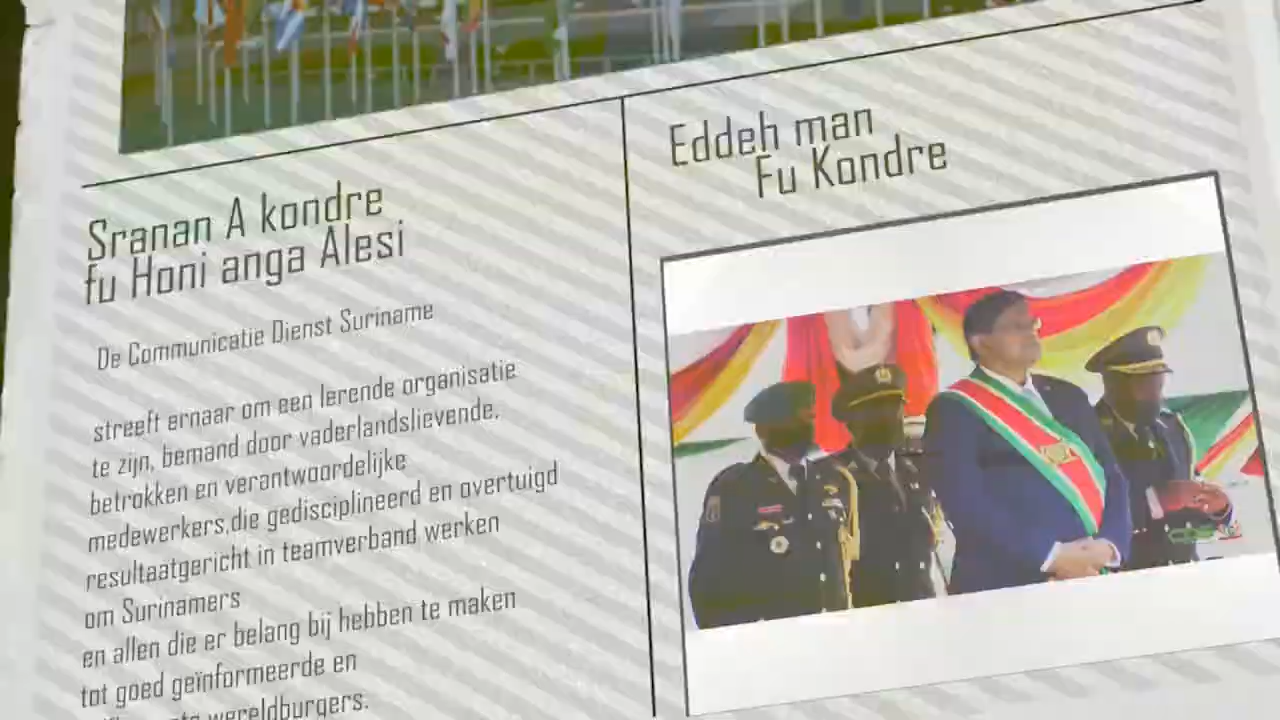 Sranan A kondre
fu Honi anga Alesi
De Communicatie Dienst Suriname
streeft ernaar om een lerende organisatie
te zijn, bemand door vaderlandslievende,
betrokken en verantwoordelijke
medewerkers,die gedisciplineerd en overtuigd
resultaatgericht in teamverband werken
om Surinamers
en allen die er belang bij hebben te maken
tot goed geïnformeerde en
wereldburgers.
Eddeh man
Fu Kondre